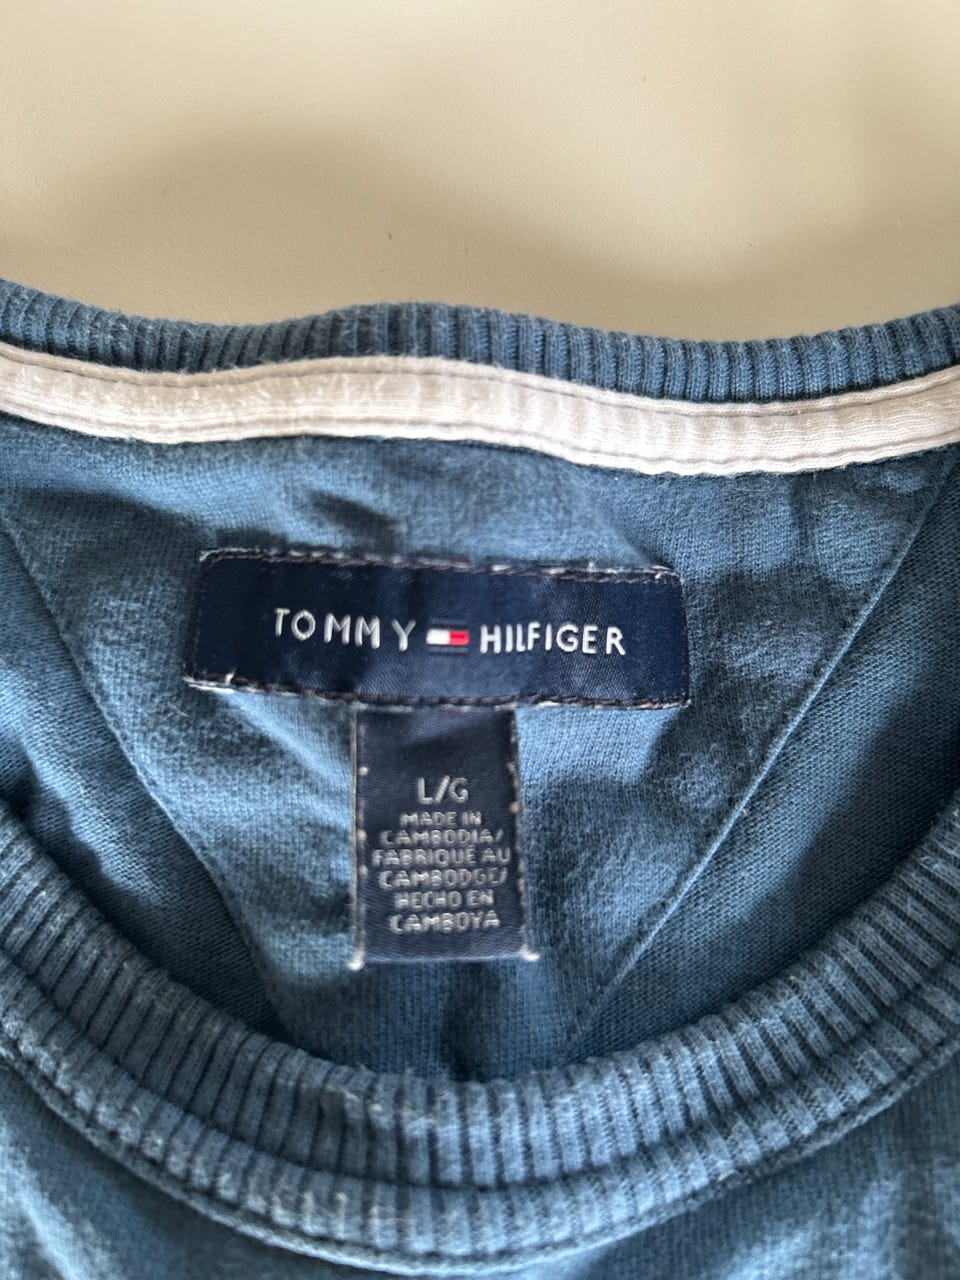 TOMMY HILFIGER
L/G
MADE IN
CAMBODIA/
FABRIQUÉ AU
CAMBODGE/
HECHO EN
CAMBOYA